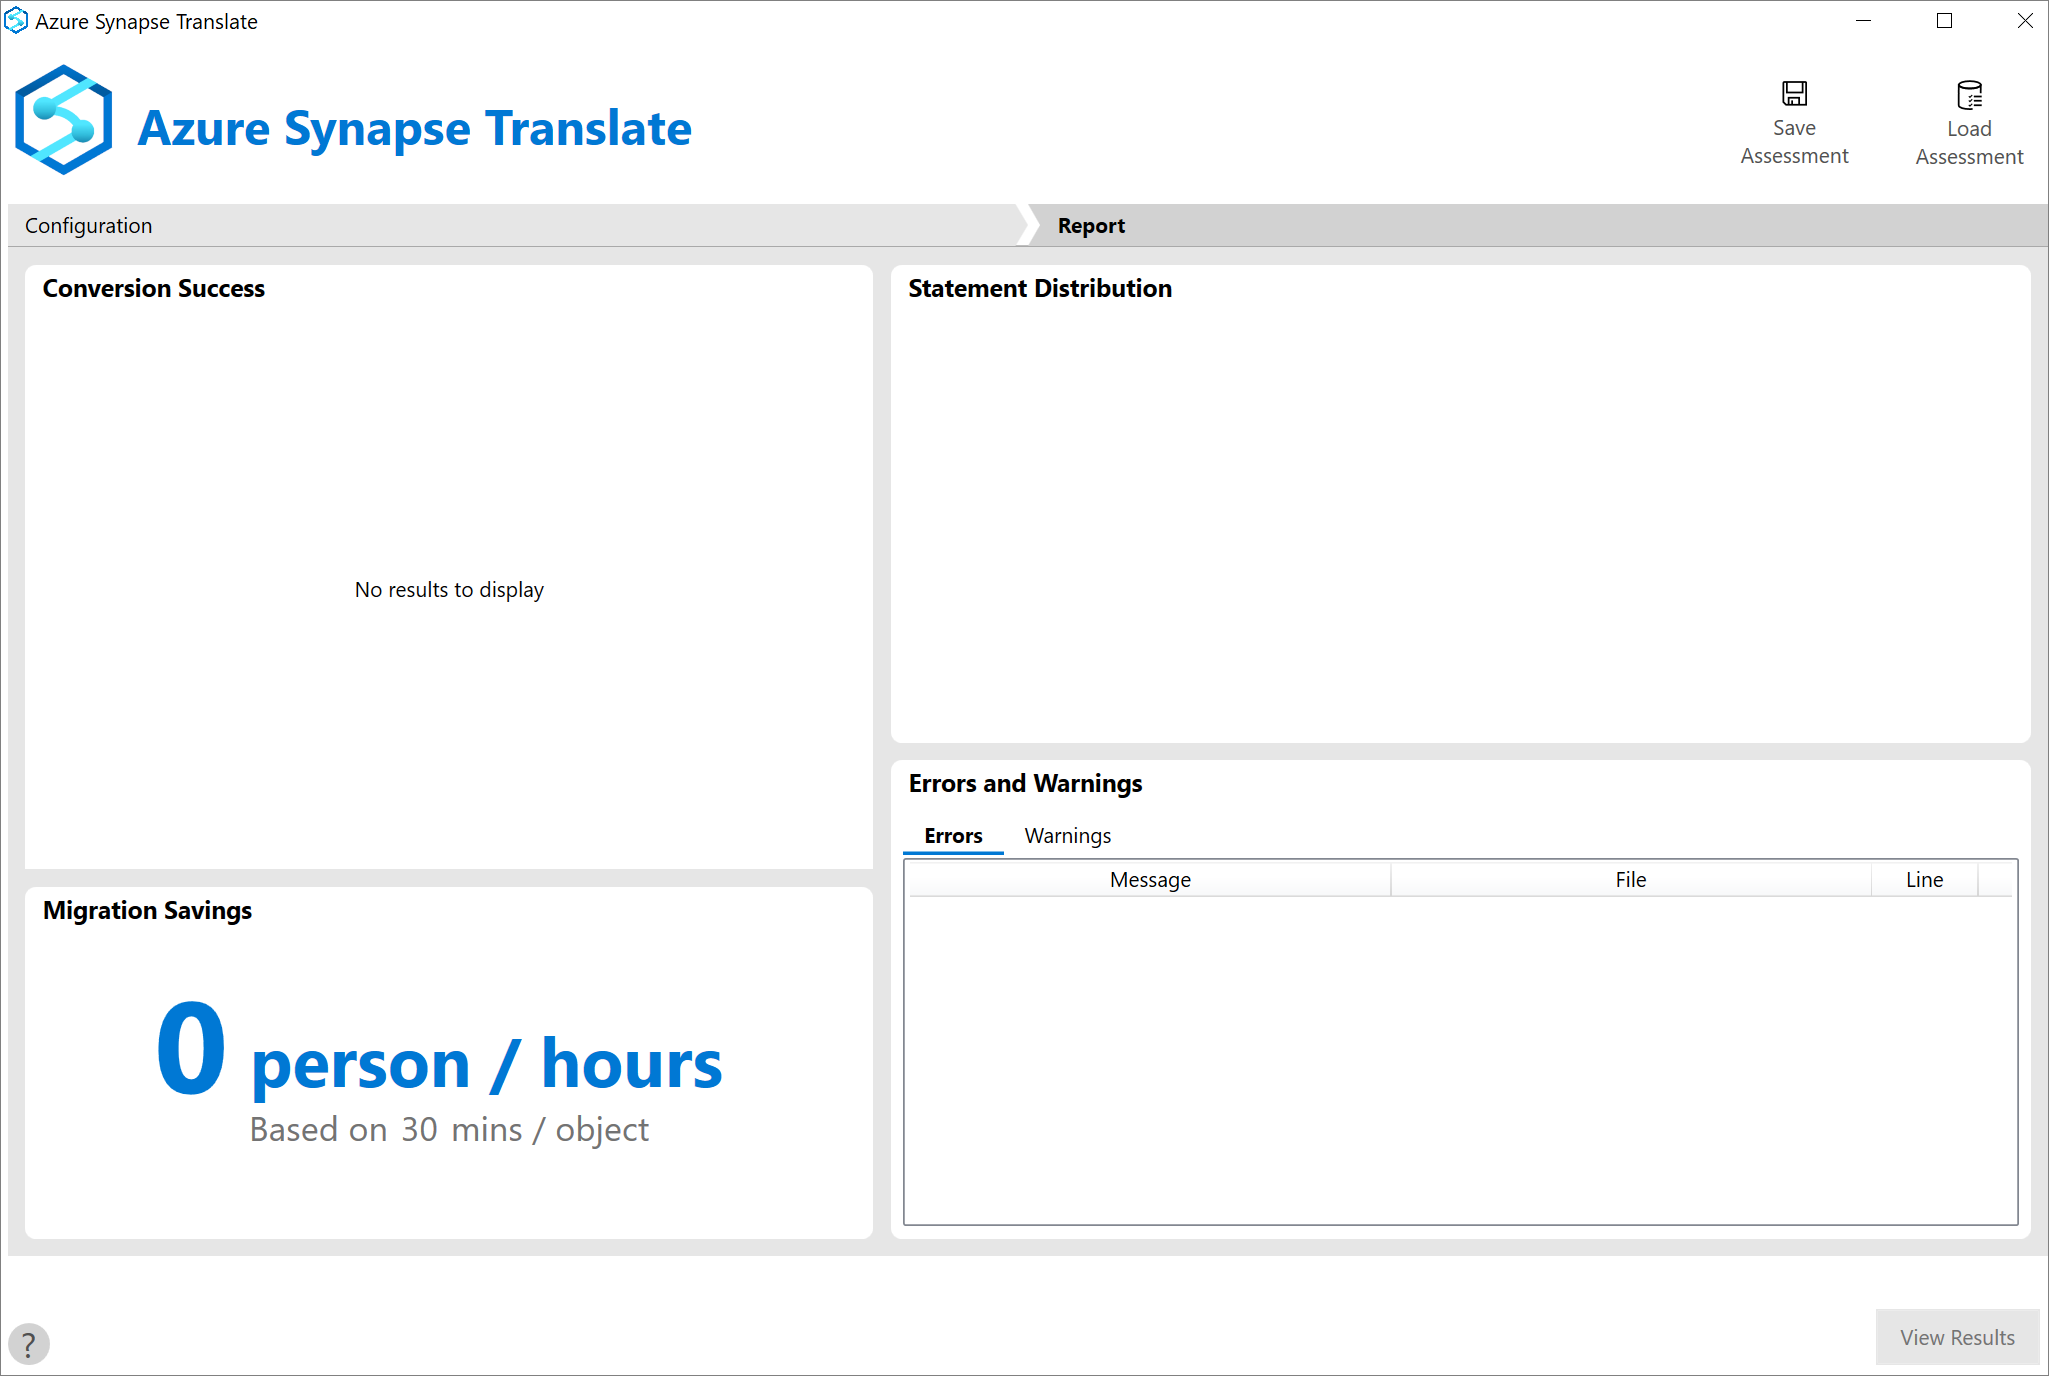 Azure Synapse Translate
Azure Synapse Translate
Save
Assessment
Load
Assessment
Configuration
Report
Conversion Success
No results to display
Statement Distribution
Migration Savings
0 person / hours
Based on 30 mins / object
Errors and Warnings
Errors Warnings
Message File Line
?
View Results